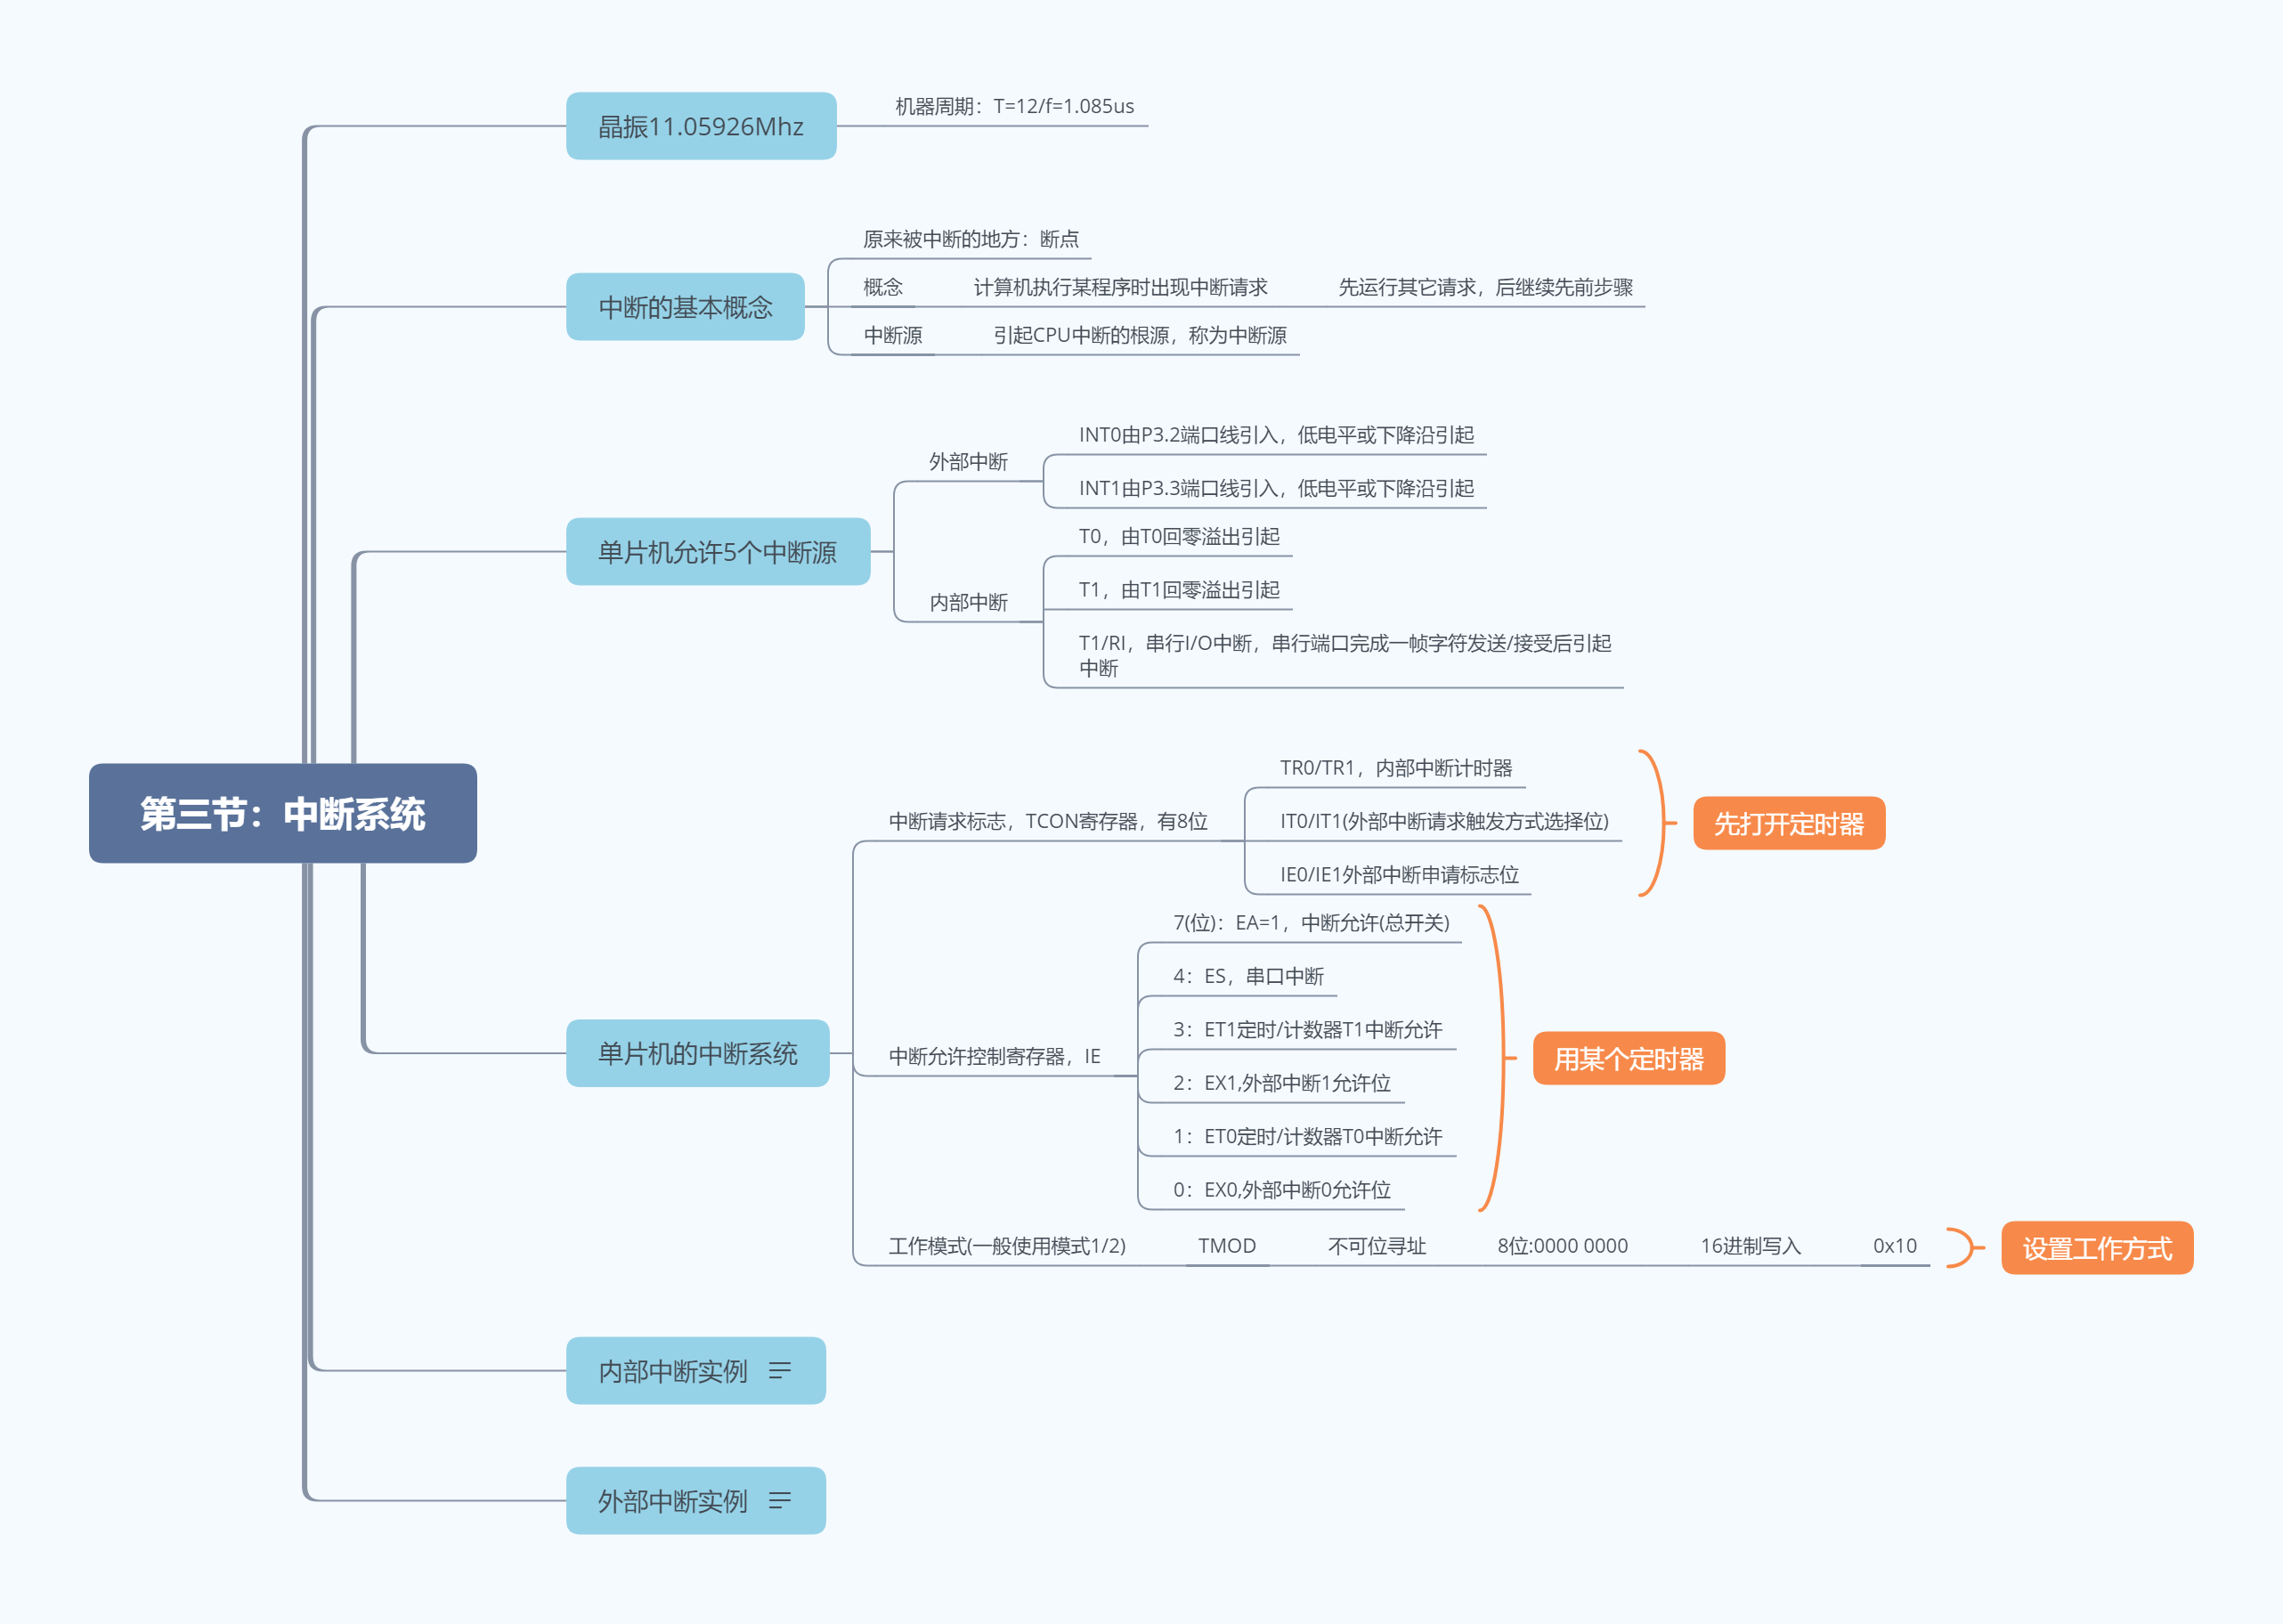 第三节：中断系统
晶振11.05926Mhz
机器周期：T=12/f=1.085us
中断的基本概念
原来被中断的地方：断点
概念
计算机执行某程序时出现中断请求
先运行其它请求，后继续先前步骤
中断源
引起CPU中断的根源，称为中断源
单片机允许5个中断源
外部中断
INT0由P3.2端口线引入，低电平或下降沿引起
INT1由P3.3端口线引入，低电平或下降沿引起
内部中断
T0，由T0回零溢出引起
T1，由T1回零溢出引起
T1/RI，串行I/O中断，串行端口完成一帧字符发送/接受后引起
中断
单片机的中断系统
中断请求标志，TCON寄存器，有8位
TR0/TR1，内部中断计时器
IT0/IT1(外部中断请求触发方式选择位)
IE0/IE1外部中断申请标志位
先打开定时器
中断允许控制寄存器，IE
7(位)：EA=1，中断允许(总开关)
4：ES，串口中断
3：ET1定时/计数器T1中断允许
2：EX1,外部中断1允许位
1：ET0定时/计数器T0中断允许
0：EX0,外部中断0允许位
用某个定时器
工作模式(一般使用模式1/2)
TMOD
不可位寻址
8位:0000 0000
16进制写入
0x10
设置工作方式
内部中断实例
外部中断实例